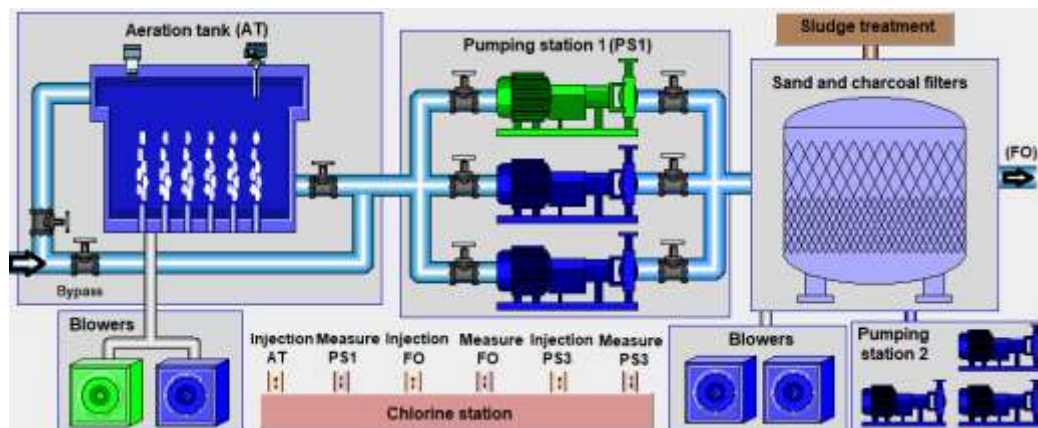 Aeration tank (AT)
Pumping station 1 (PS1)
Sludge treatment
Sand and charcoal filters
(FO)
Bypass
Blowers
Injection Measure Injection Measure Injection Measure
AT PS1 FO FO PS3 PS3
Chlorine station
Blowers
Pumping
station 2